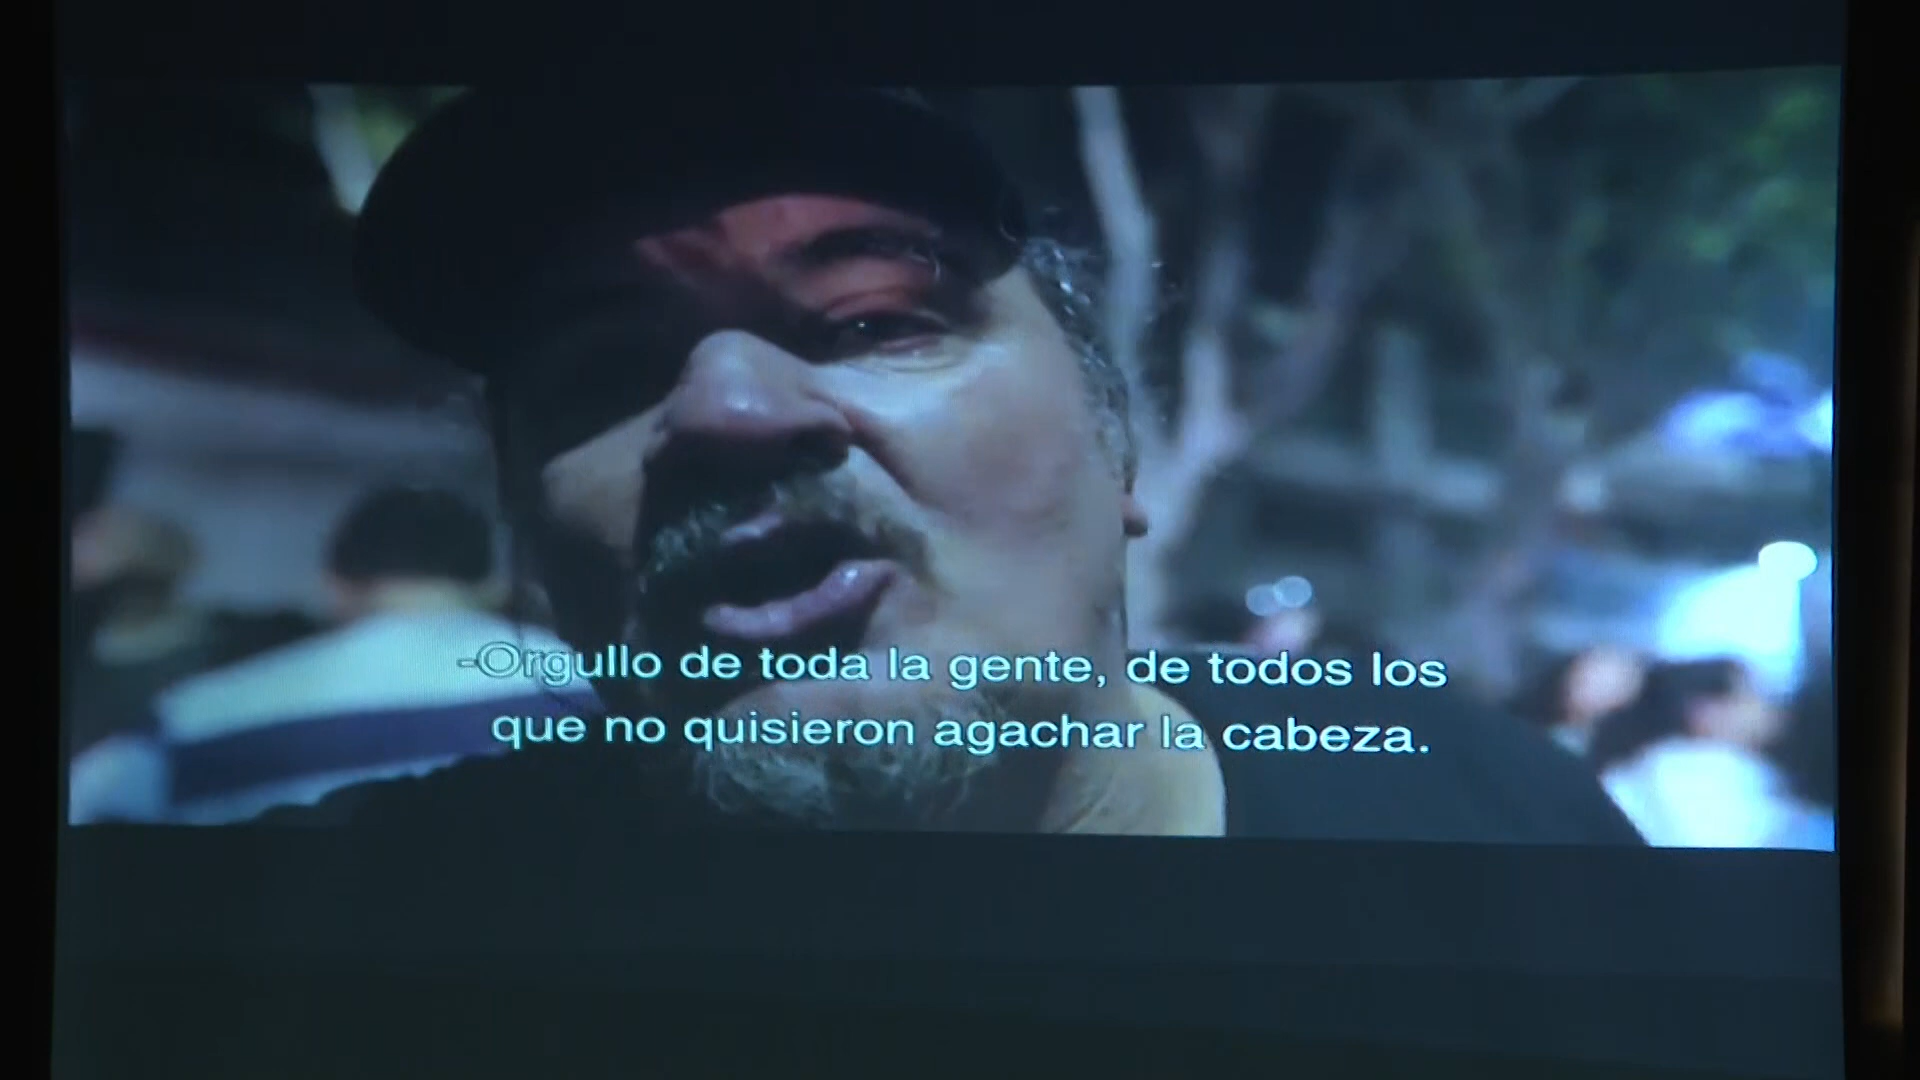 -Orgullo de toda la gente, de todos los
que no quisieron agachar la cabeza.